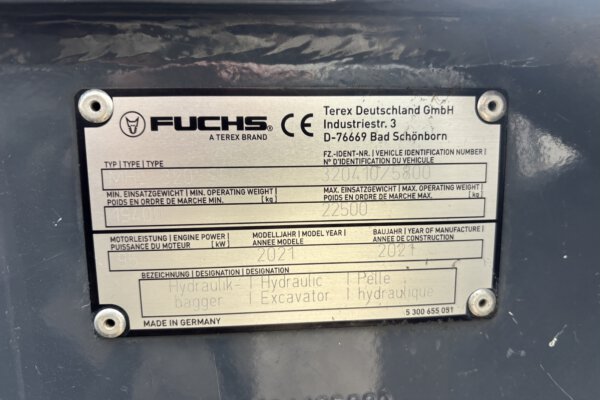 FUCHS®
A TEREX BRAND
CE
Terex Deutschland GmbH
Industriestr. 3
D-76669 Bad Schönborn
TYP | TYPE | TYPE
FZ.-IDENT-NR. | VEHICLE IDENTIFICATION NUMBER |
N° D'IDENTIFICATION DU VEHICULE
320410/5800
MIN. EINSATZGEWICHT | MIN. OPERATING WEIGHT |
POIDS EN ORDRE DE MARCHE MIN. [kg]
MAX. EINSATZGEWICHT | MAX. OPERATING WEIGHT |
POIDS EN ORDRE DE MARCHE MAX. [kg]
22500
MOTORLEISTUNG | ENGINE POWER |
PUISSANCE DU MOTEUR [kW]
MODELLJAHR | MODEL YEAR |
ANNEE MODELE
BAUJAHR | YEAR OF MANUFACTURE |
ANNEE DE CONSTRUCTION
2021
2021
BEZEICHNUNG | DESIGNATION | DESIGNATION
Hydraulik- | Hydraulic | Pelle
bagger | Excavator | hydraulique
MADE IN GERMANY
5 300 655 091